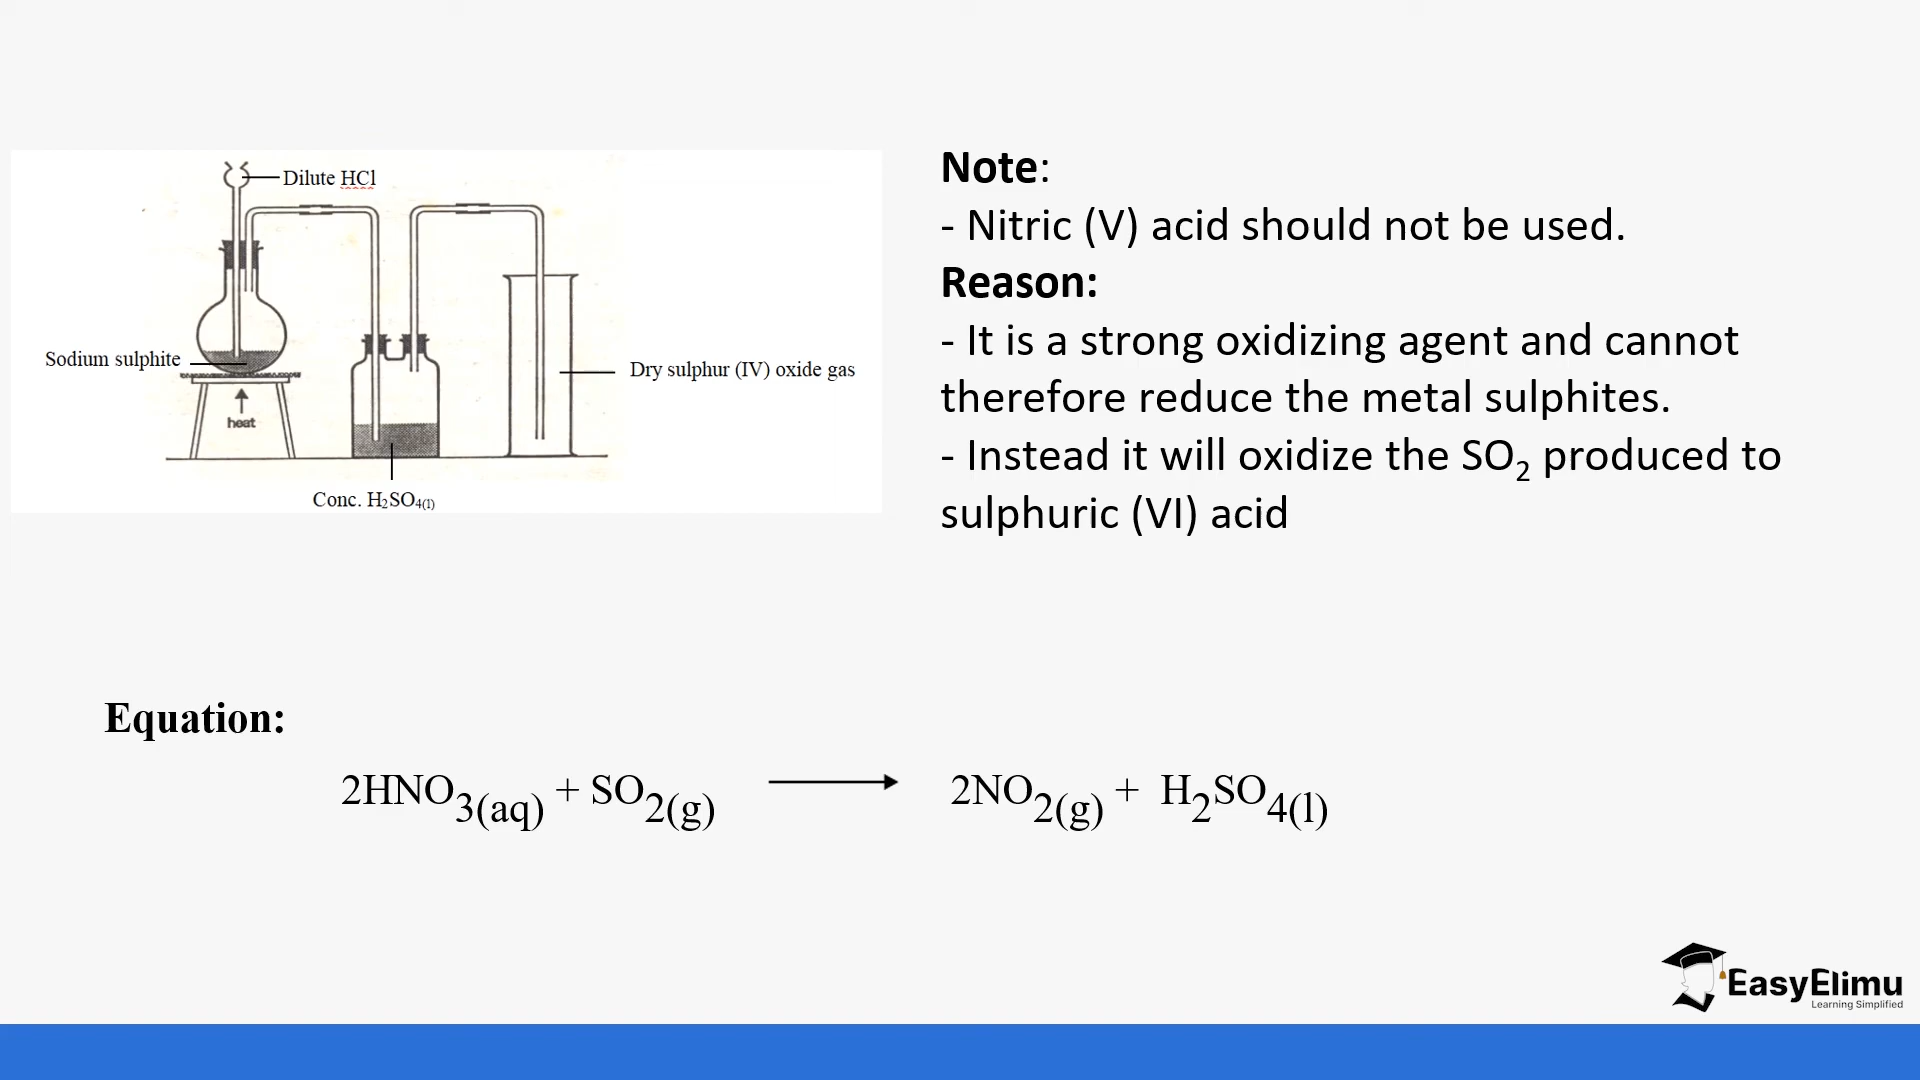 Dilute HCl
Sodium sulphite
heat
Dry sulphur (IV) oxide gas
Conc. H₂SO₄₍ₗ₎
Note:
- Nitric (V) acid should not be used.
Reason:
- It is a strong oxidizing agent and cannot
therefore reduce the metal sulphites.
- Instead it will oxidize the SO₂ produced to
sulphuric (VI) acid
Equation:
2HNO3(aq) + SO2(g) ⟶ 2NO2(g) + H2SO4(l)
EasyElimu
Learning Simplified